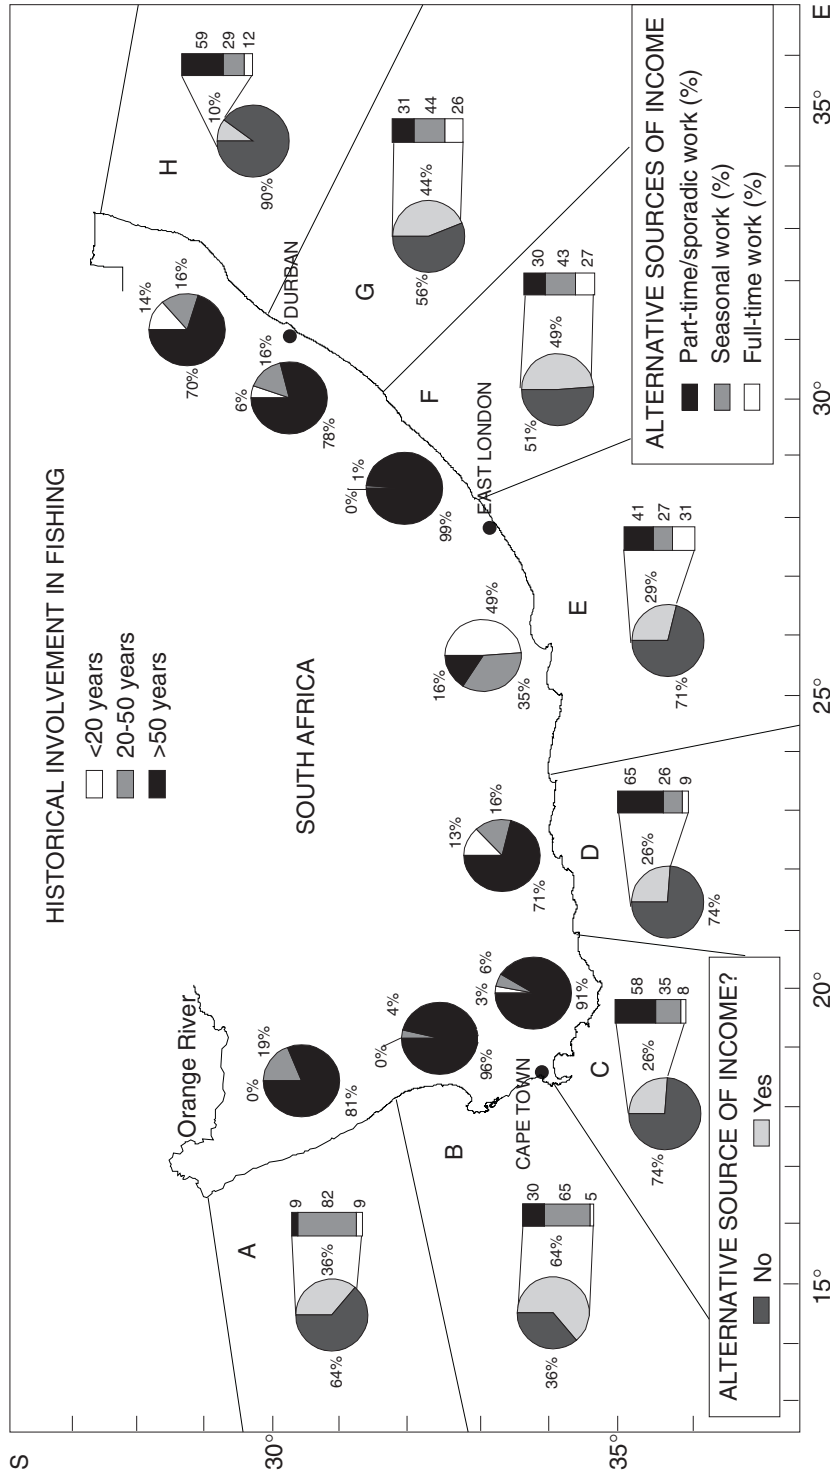 HISTORICAL INVOLVEMENT IN FISHING
<20 years
20-50 years
>50 years
S
E
30°
35°
15°
20°
25°
30°
35°
Orange River
SOUTH AFRICA
CAPE TOWN
EAST LONDON
DURBAN
0%
19%
81%
0%
4%
96%
3%
6%
91%
13%
16%
71%
16%
49%
35%
0%
1%
99%
6%
16%
78%
14%
16%
70%
A
64%
36%
9
82
9
B
36%
64%
30
65
5
C
74%
26%
58
35
8
D
74%
26%
65
26
9
E
71%
29%
41
27
31
F
51%
49%
30
43
27
G
56%
44%
31
44
26
H
90%
10%
59
29
12
ALTERNATIVE SOURCE OF INCOME?
No
Yes
ALTERNATIVE SOURCES OF INCOME
Part-time/sporadic work (%)
Seasonal work (%)
Full-time work (%)